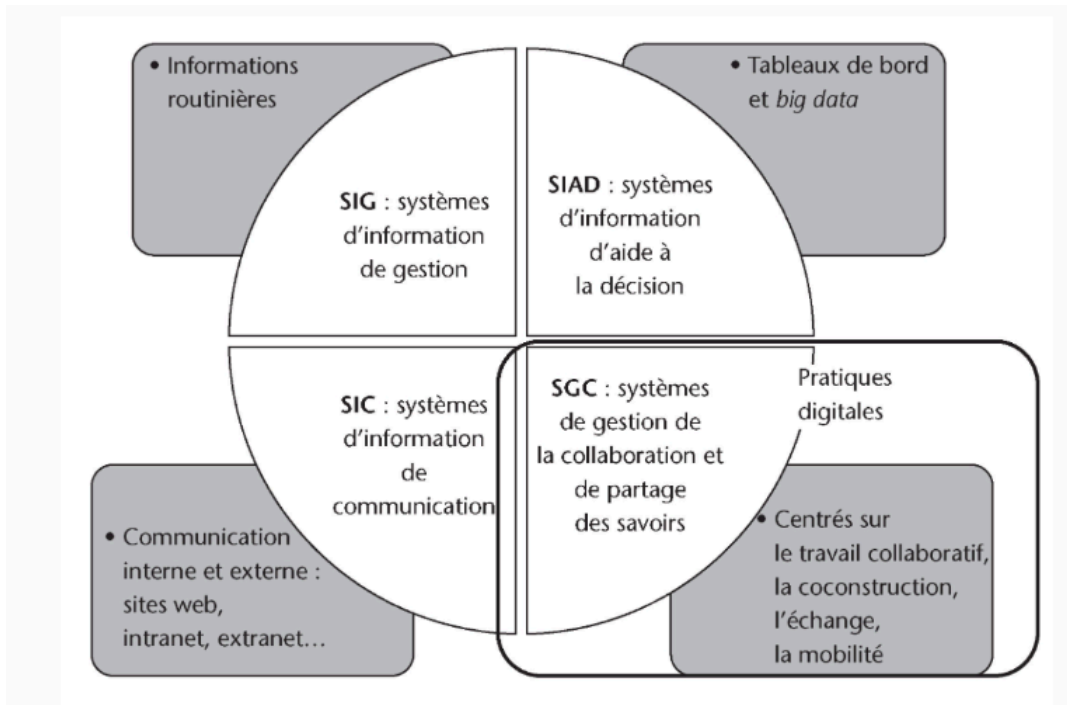 • Informations
routinières
• Tableaux de bord
et big data
SIG : systèmes
d'information
de gestion
SIAD : systèmes
d'information
d'aide à
la décision
SIC : systèmes
d'information
de
communication
SGC : systèmes
de gestion de
la collaboration et
de partage
des savoirs
Pratiques
digitales
• Communication
interne et externe :
sites web,
intranet, extranet…
• Centrés sur
le travail collaboratif,
la coconstruction,
l'échange,
la mobilité